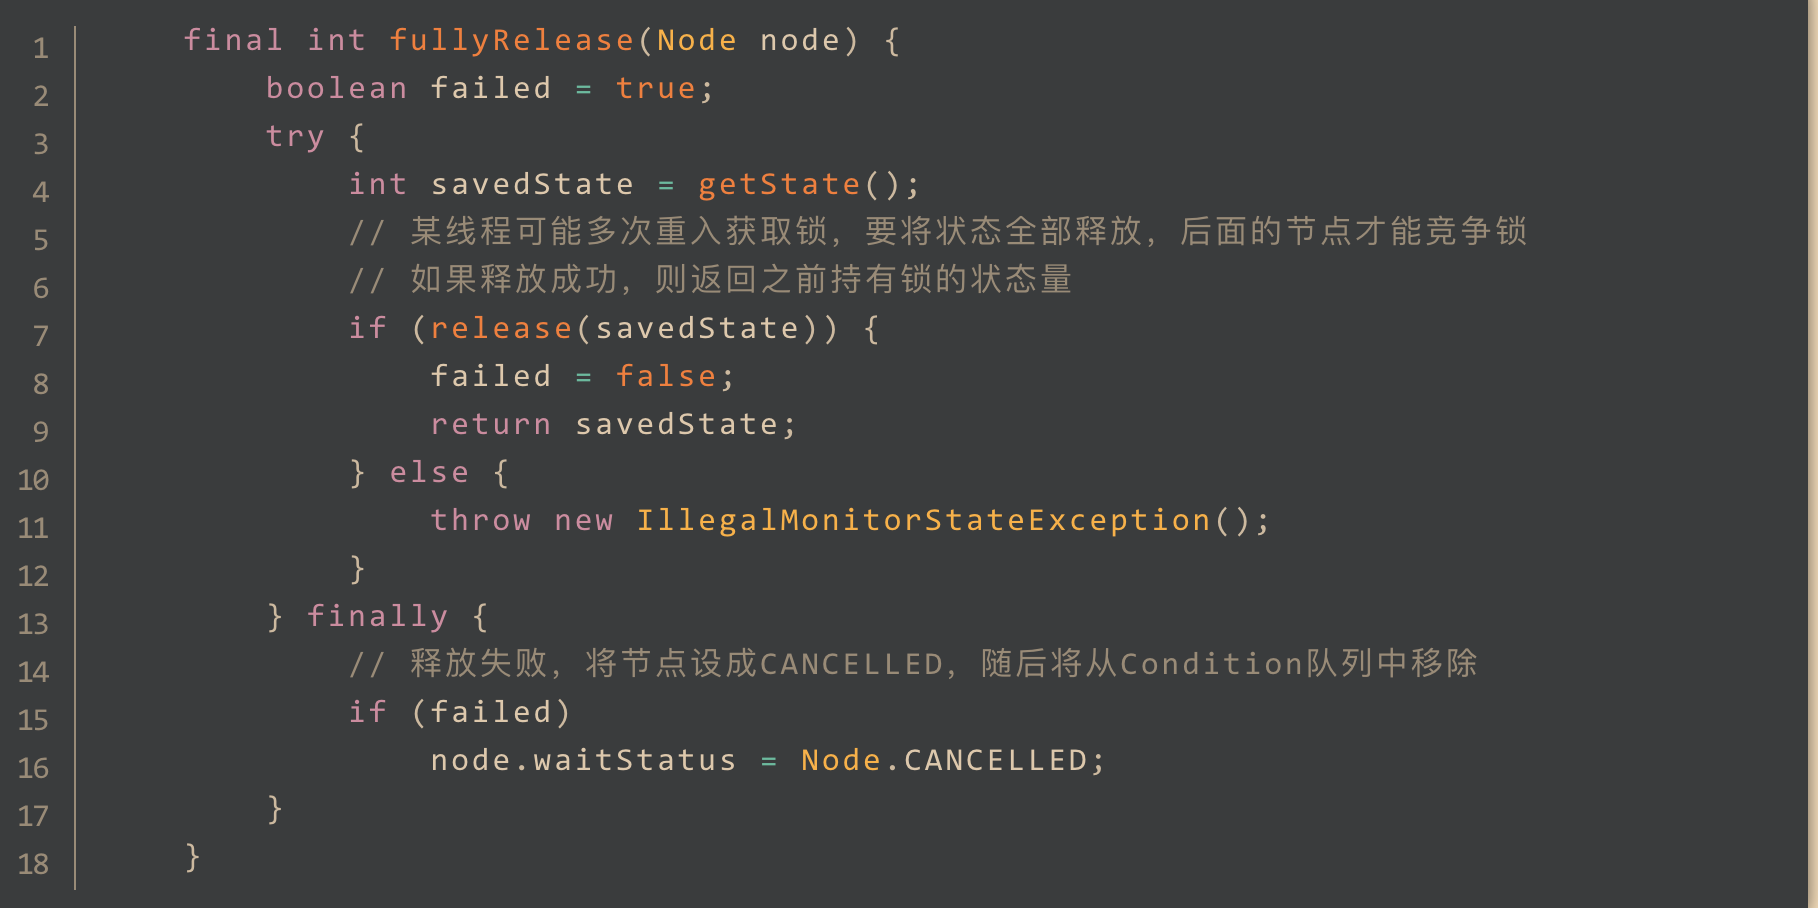 1 final int fullyRelease(Node node) {
2 boolean failed = true;
3 try {
4 int savedState = getState();
5 // 某线程可能多次重入获取锁，要将状态全部释放，后面的节点才能竞争锁
6 // 如果释放成功，则返回之前持有锁的状态量
7 if (release(savedState)) {
8 failed = false;
9 return savedState;
10 } else {
11 throw new IllegalMonitorStateException();
12 }
13 } finally {
14 // 释放失败，将节点设成CANCELLED，随后将从Condition队列中移除
15 if (failed)
16 node.waitStatus = Node.CANCELLED;
17 }
18 }